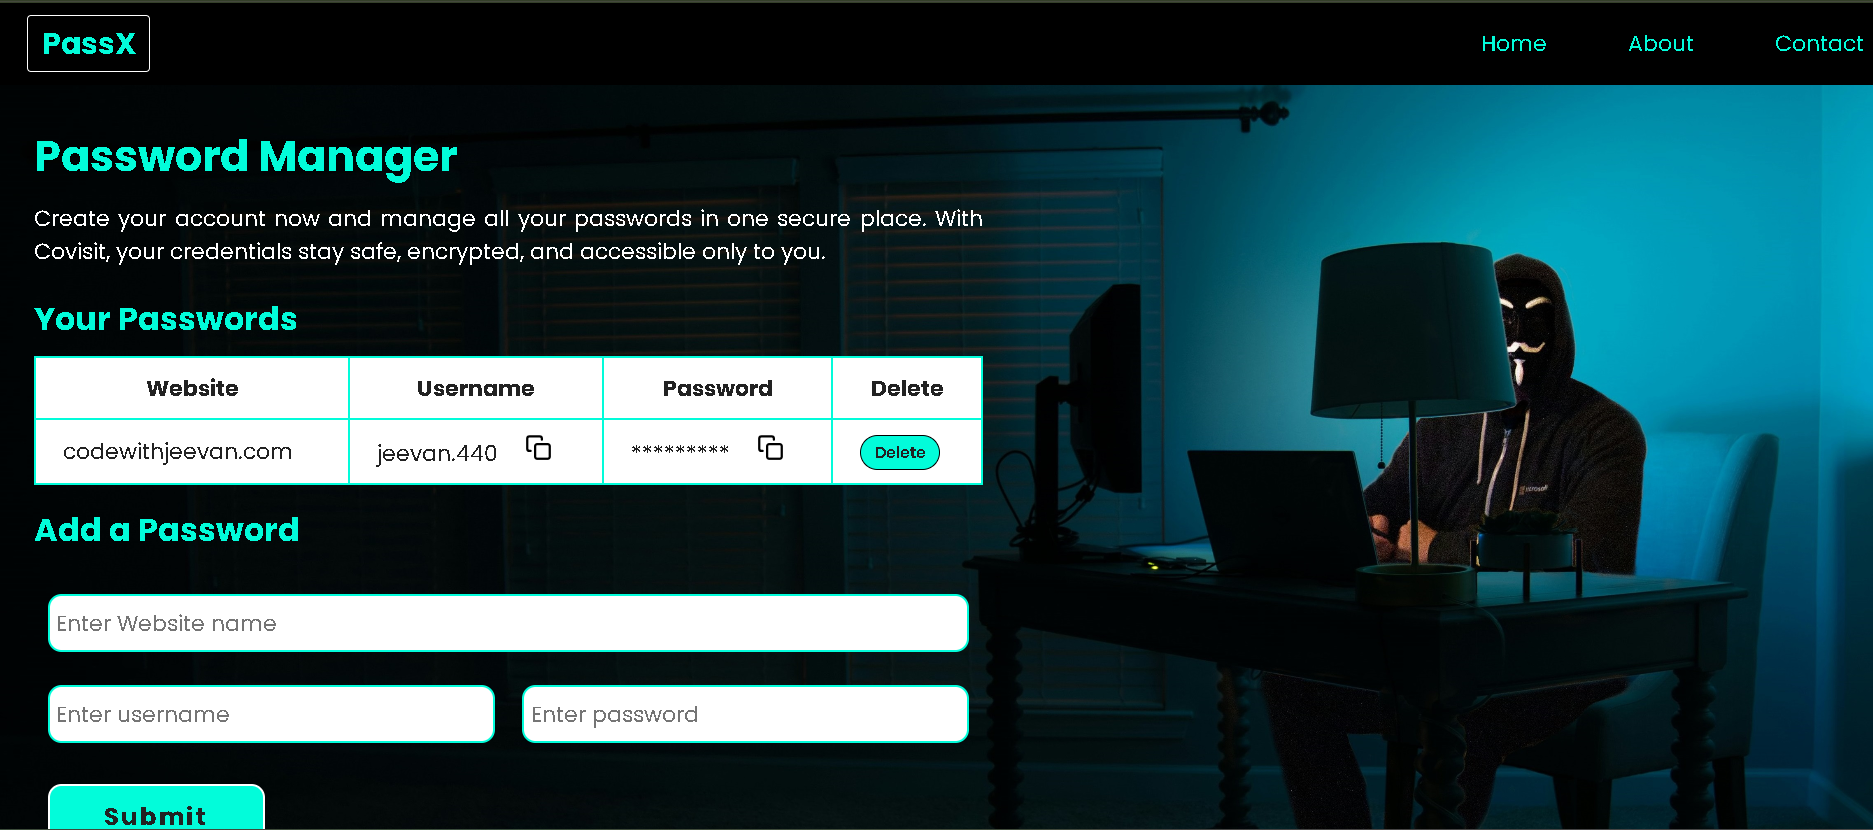 PassX
Home About Contact
Password Manager
Create your account now and manage all your passwords in one secure place. With
Covisit, your credentials stay safe, encrypted, and accessible only to you.
Your Passwords
Website Username Password Delete
codewithjeevan.com jeevan.440 ********* Delete
Add a Password
Enter Website name
Enter username Enter password
Submit
Microsoft